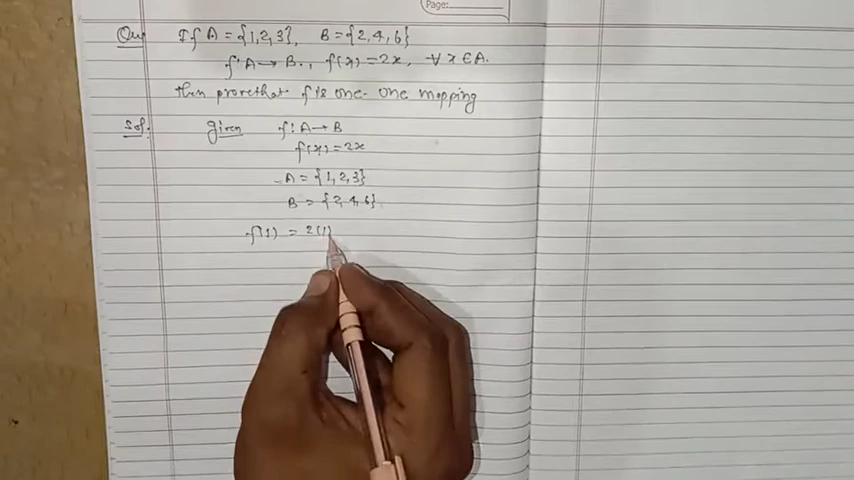 Page:
Que If A = {1,2,3}, B = {2,4,6}
f: A → B., f(x) = 2x, ∀ x ∈ A.
then prove that f is one-one mapping
Sol. given f: A → B
f(x) = 2x
A = {1,2,3}
B = {2,4,6}
f(1) = 2(1)